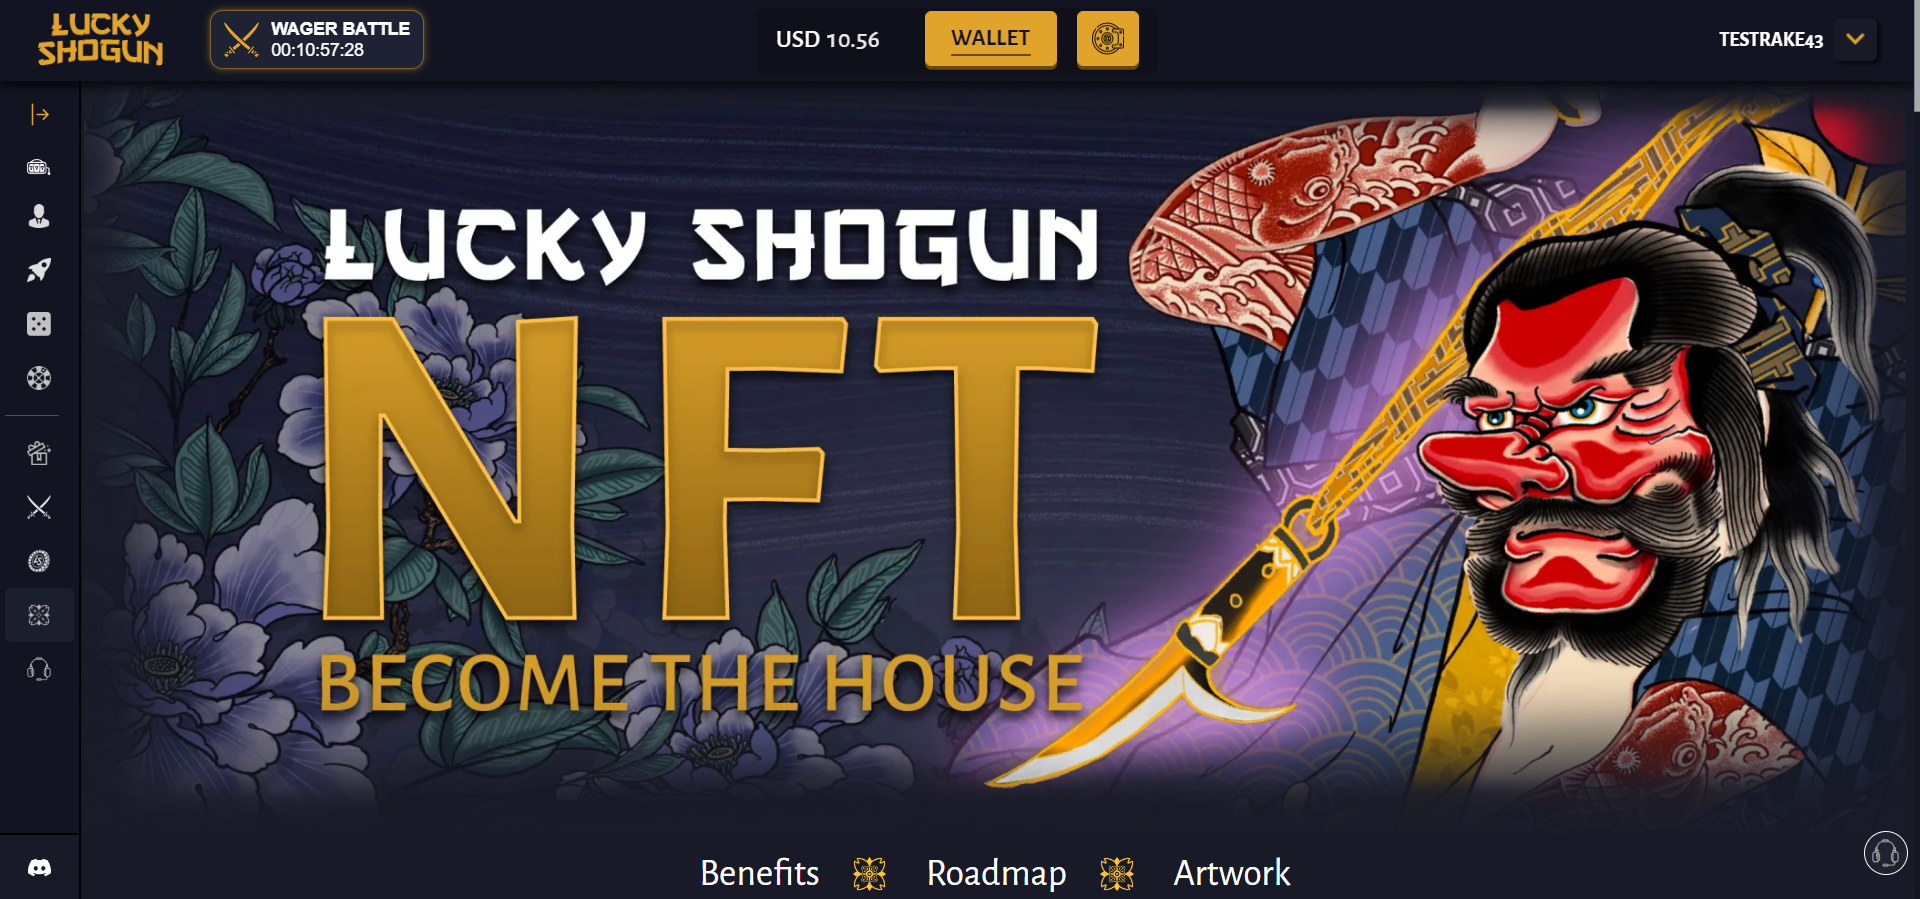 LUCKY
SHOGUN
WAGER BATTLE
00:10:57:28
USD 10.56
WALLET
TESTRAKE43
LUCKY SHOGUN
NFT
BECOME THE HOUSE
Benefits
Roadmap
Artwork